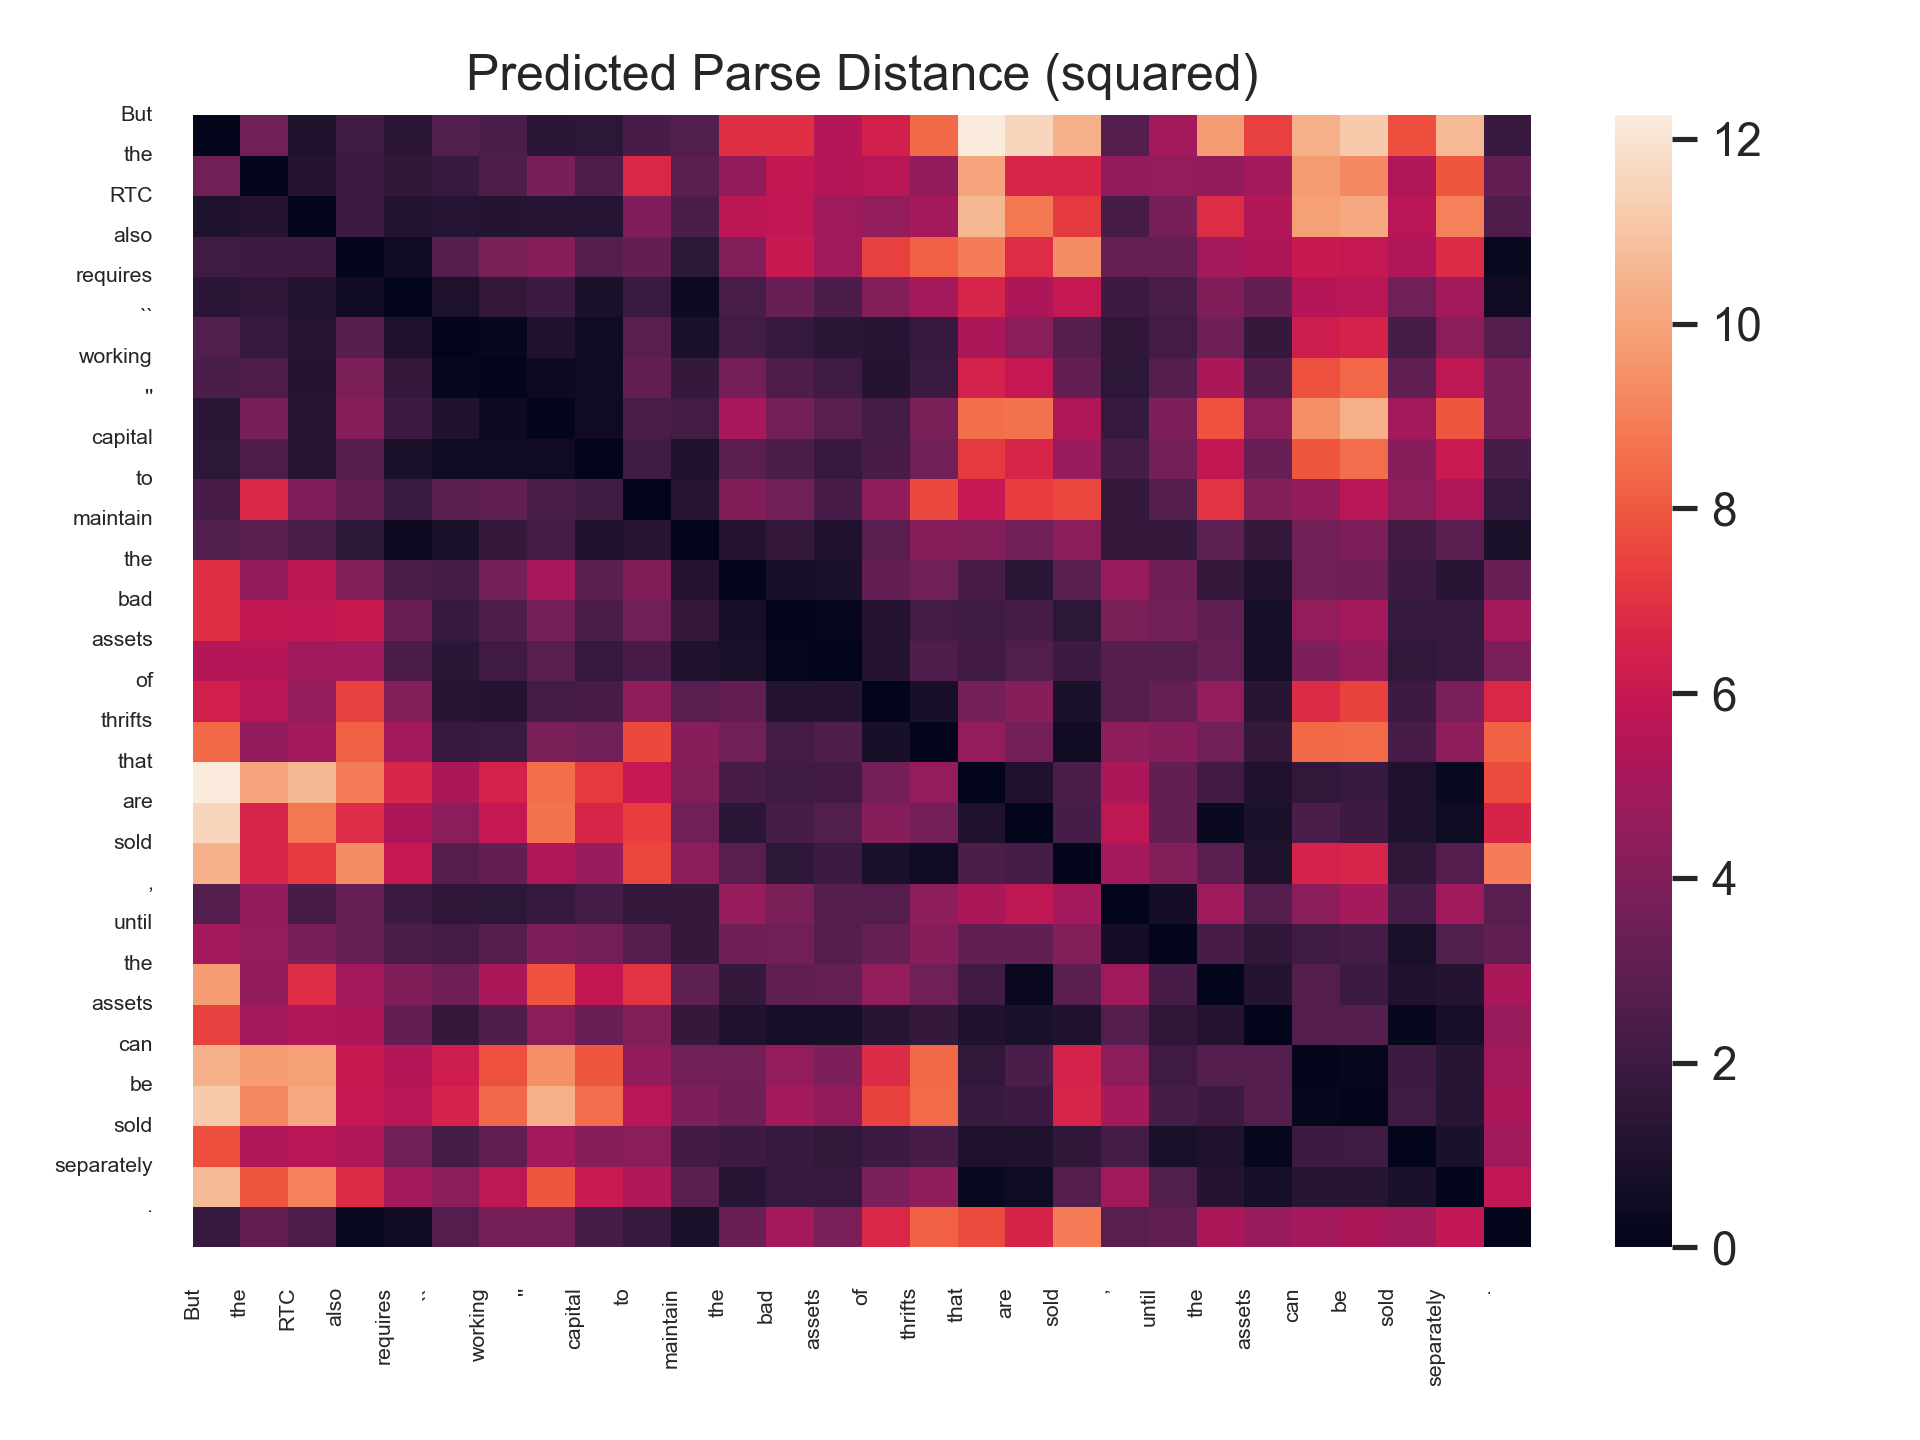 Predicted Parse Distance (squared)
But
the
RTC
also
requires
``
working
''
capital
to
maintain
the
bad
assets
of
thrifts
that
are
sold
,
until
the
assets
can
be
sold
separately
.
12
10
8
6
4
2
0
But
the
RTC
also
requires
``
working
''
capital
to
maintain
the
bad
assets
of
thrifts
that
are
sold
,
until
the
assets
can
be
sold
separately
.